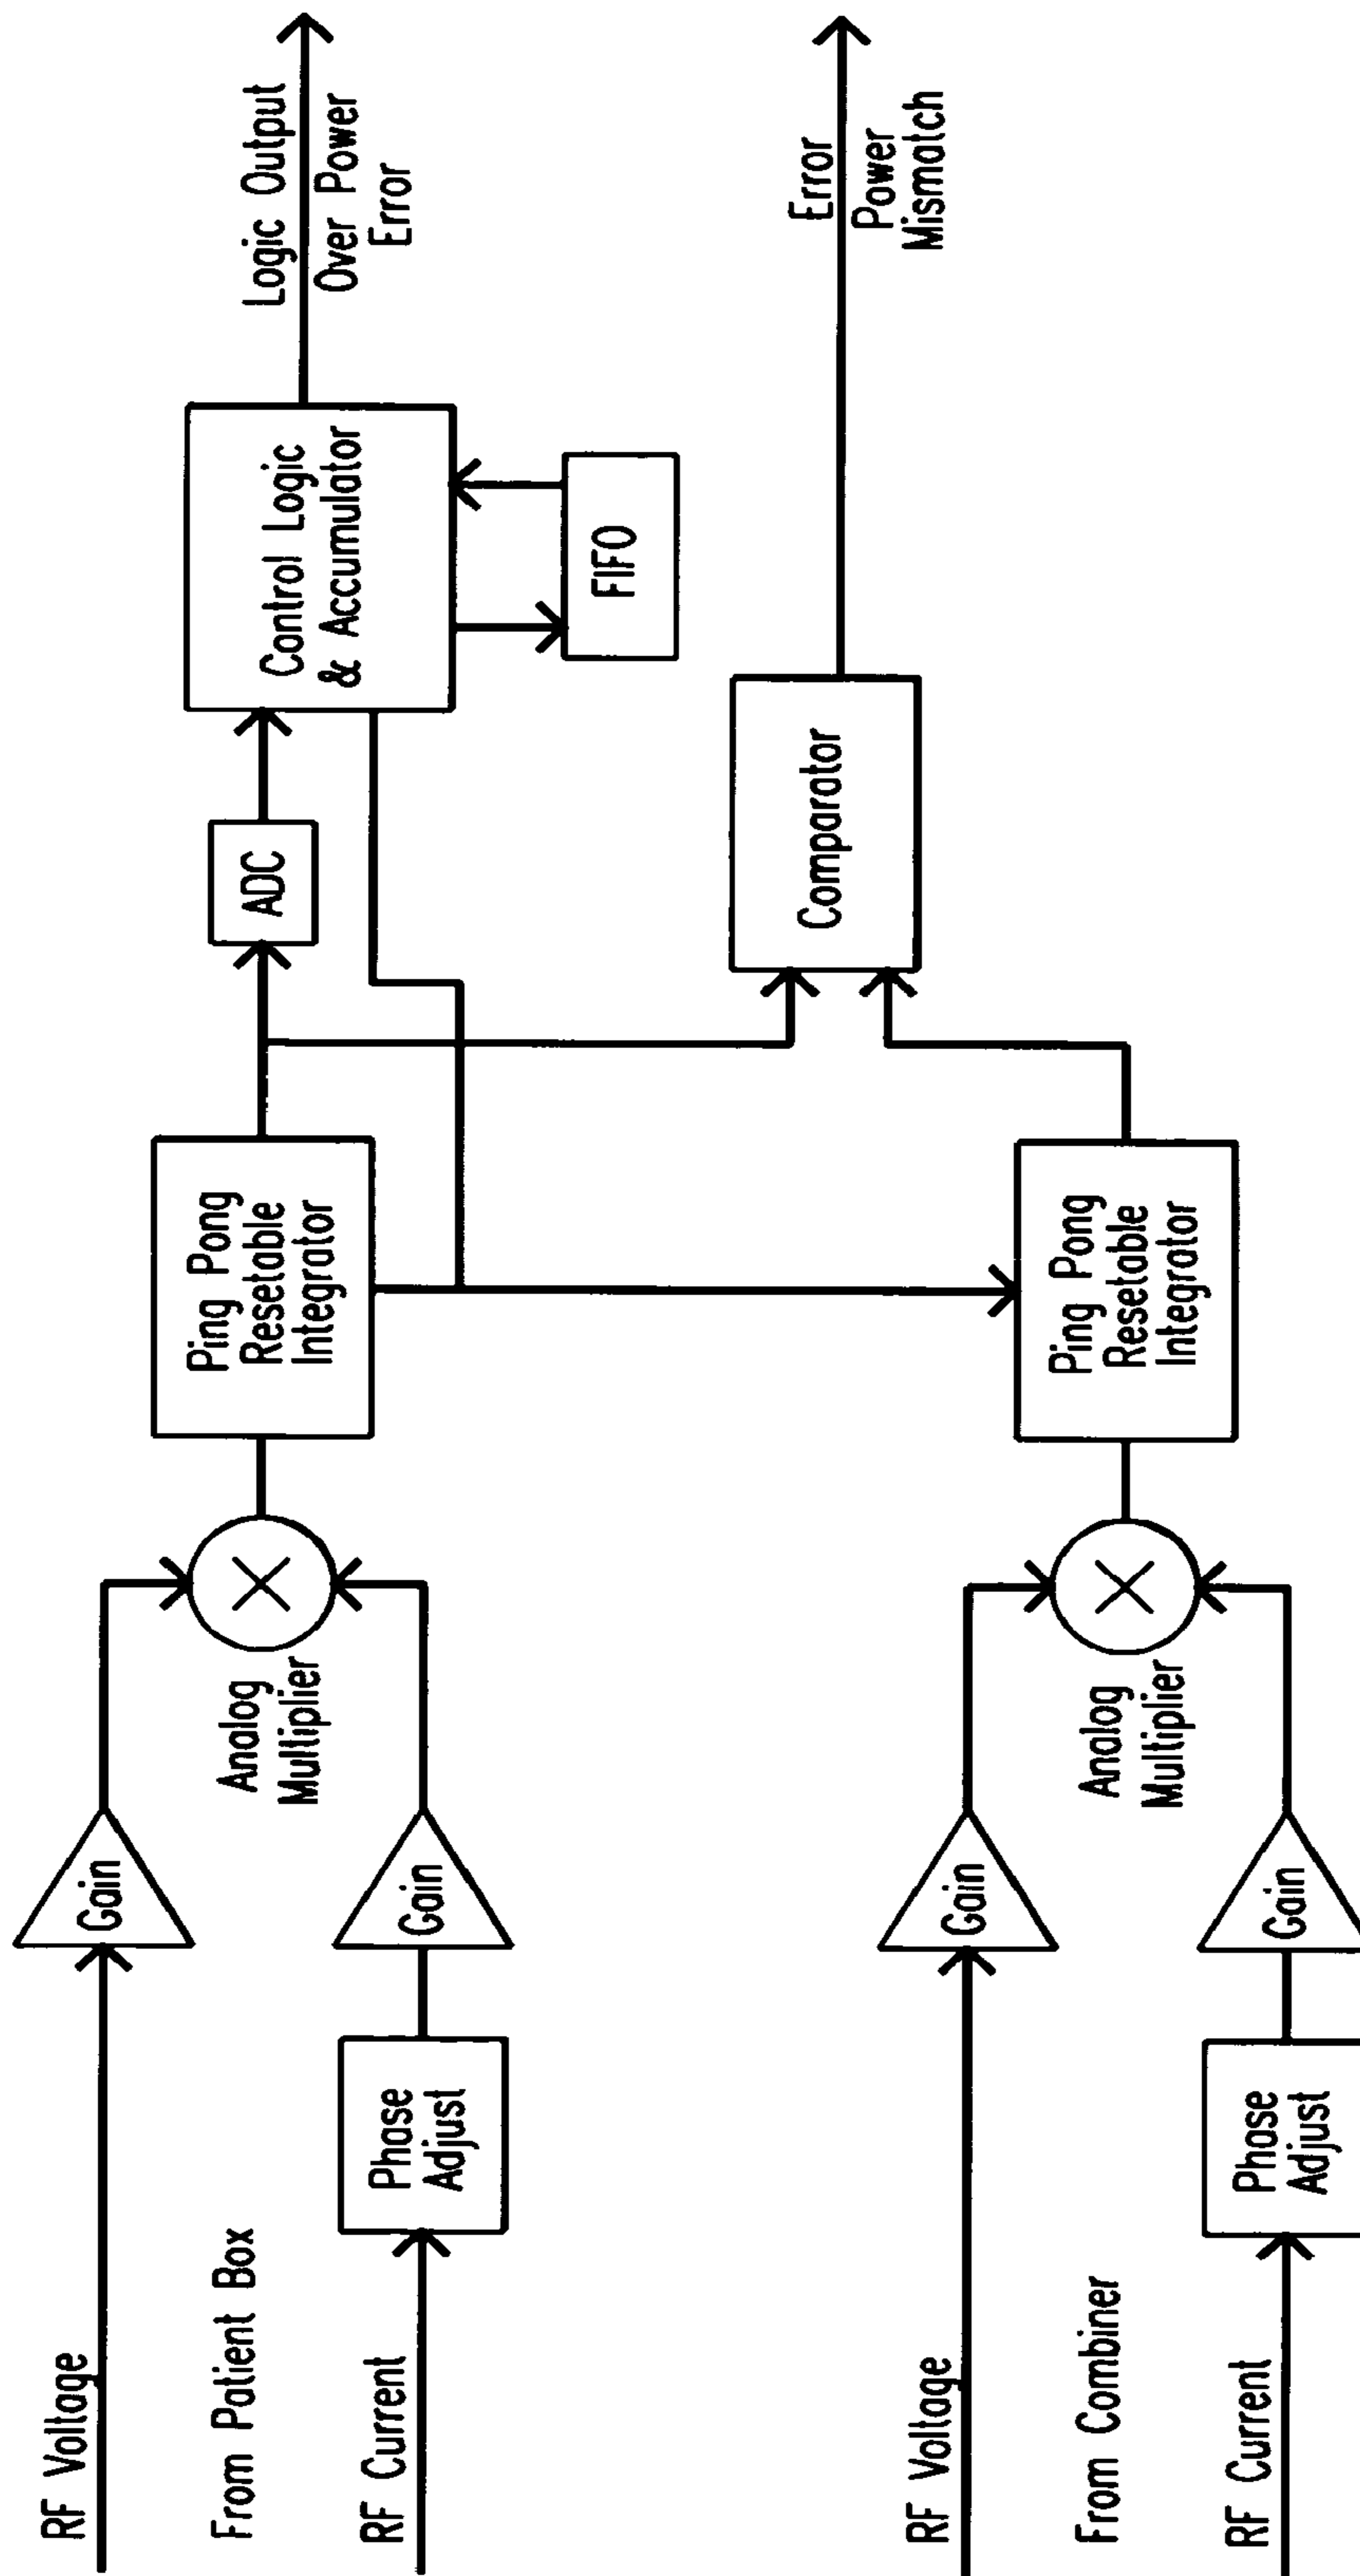 RF Voltage
From Patient Box
RF Current
Phase
Adjust
Gain
Gain
Analog
Multiplier
Ping Pong
Resetable
Integrator
ADC
Control Logic
& Accumulator
FIFO
Logic Output
Over Power
Error
RF Voltage
From Combiner
RF Current
Phase
Adjust
Gain
Gain
Analog
Multiplier
Ping Pong
Resetable
Integrator
Comparator
Error
Power
Mismatch